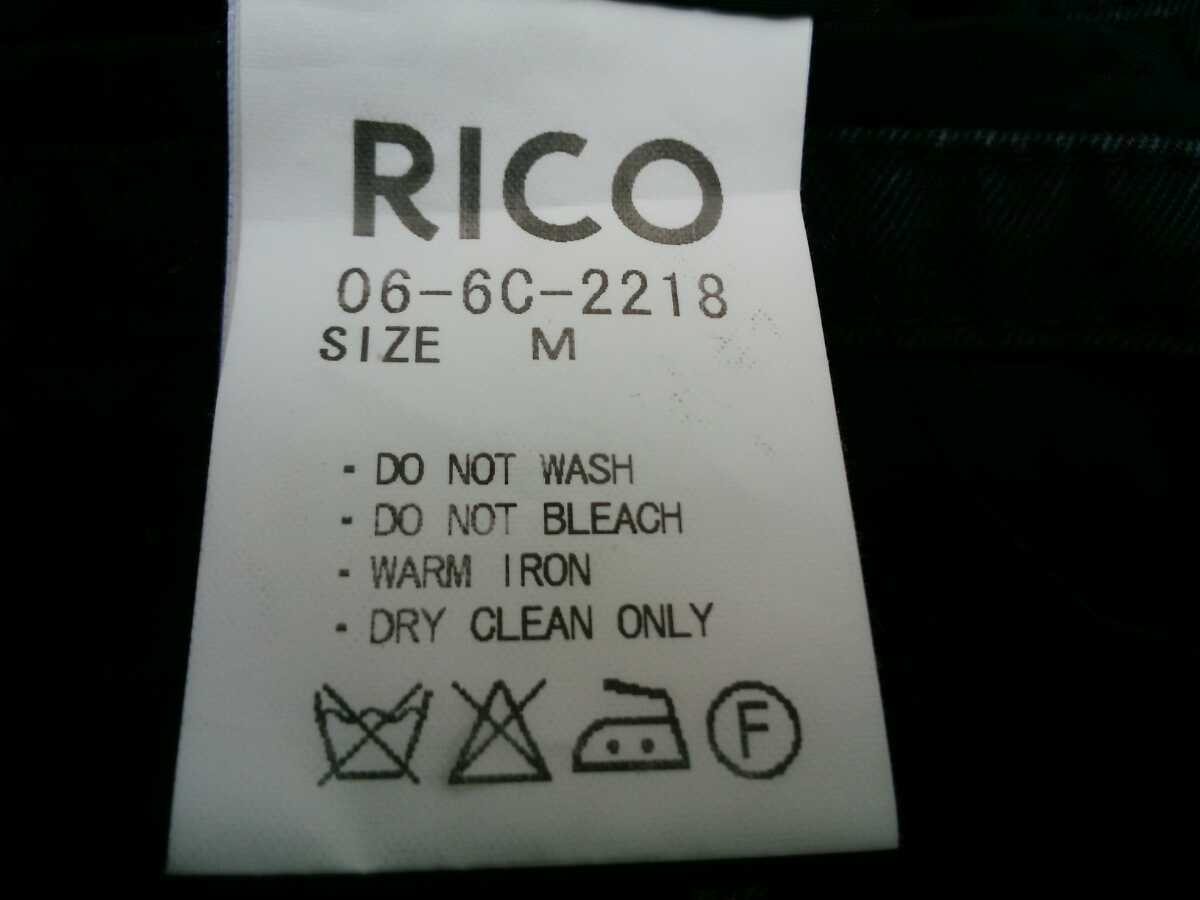 RICO
06-6C-2218
SIZE M
- DO NOT WASH
- DO NOT BLEACH
- WARM IRON
- DRY CLEAN ONLY
F